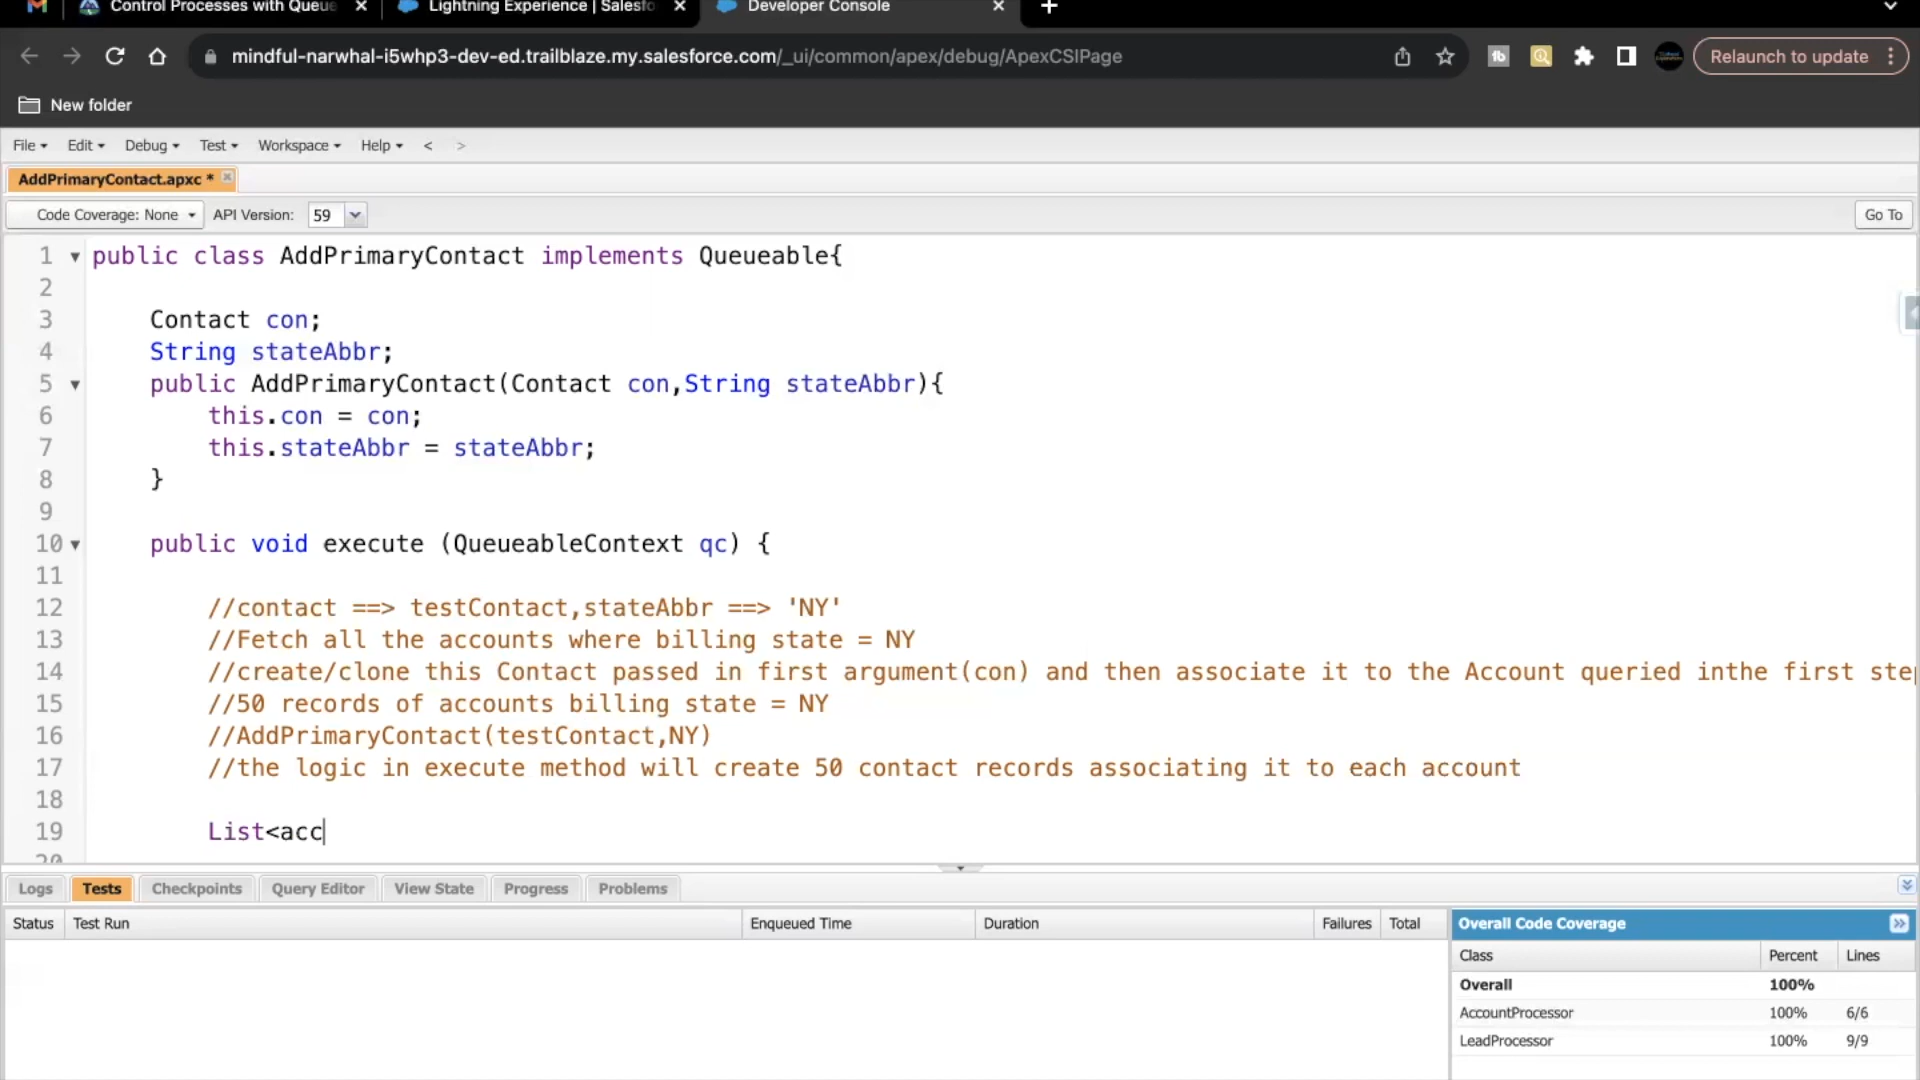 Control Processes with Queue
Lightning Experience | Salesfo
Developer Console
mindful-narwhal-i5whp3-dev-ed.trailblaze.my.salesforce.com/_ui/common/apex/debug/ApexCSIPage
Relaunch to update
New folder
File Edit Debug Test Workspace Help < >
AddPrimaryContact.apxc *
Code Coverage: None API Version: 59 Go To
1 public class AddPrimaryContact implements Queueable{
2
3 Contact con;
4 String stateAbbr;
5 public AddPrimaryContact(Contact con,String stateAbbr){
6 this.con = con;
7 this.stateAbbr = stateAbbr;
8 }
9
10 public void execute (QueueableContext qc) {
11
12 //contact ==> testContact,stateAbbr ==> 'NY'
13 //Fetch all the accounts where billing state = NY
14 //create/clone this Contact passed in first argument(con) and then associate it to the Account queried inthe first step
15 //50 records of accounts billing state = NY
16 //AddPrimaryContact(testContact,NY)
17 //the logic in execute method will create 50 contact records associating it to each account
18
19 List<acc
20
Logs Tests Checkpoints Query Editor View State Progress Problems
Status Test Run Enqueued Time Duration Failures Total
Overall Code Coverage
Class Percent Lines
Overall 100%
AccountProcessor 100% 6/6
LeadProcessor 100% 9/9